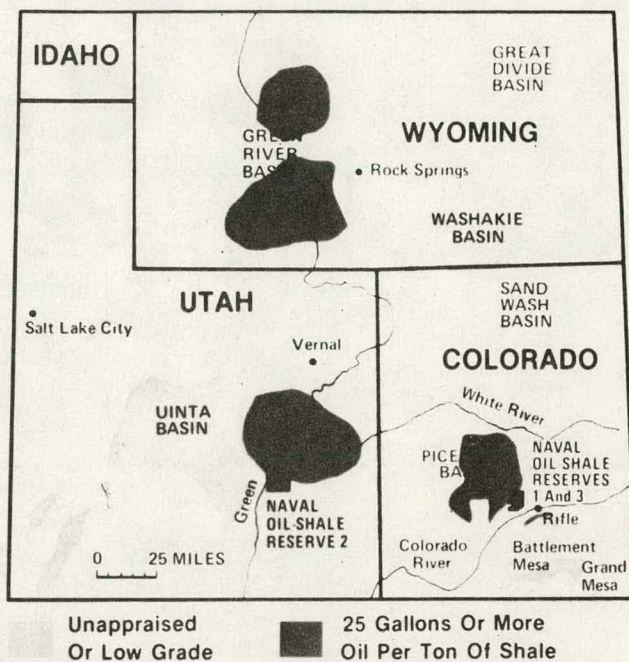 IDAHO
GREAT
DIVIDE
BASIN
WYOMING
GREEN
RIVER
Rock Springs
WASHAKIE
BASIN
UTAH
SAND
WASH
BASIN
Salt Lake City
Vernal
COLORADO
White River
UINTA
BASIN
PICE
BA
NAVAL
OIL SHALE
RESERVES
1 And 3
Rifle
Green
NAVAL
OIL SHALE
RESERVE 2
0 25 MILES
Colorado
River
Battlement
Mesa
Grand
Mesa
Unappraised
Or Low Grade
25 Gallons Or More
Oil Per Ton Of Shale